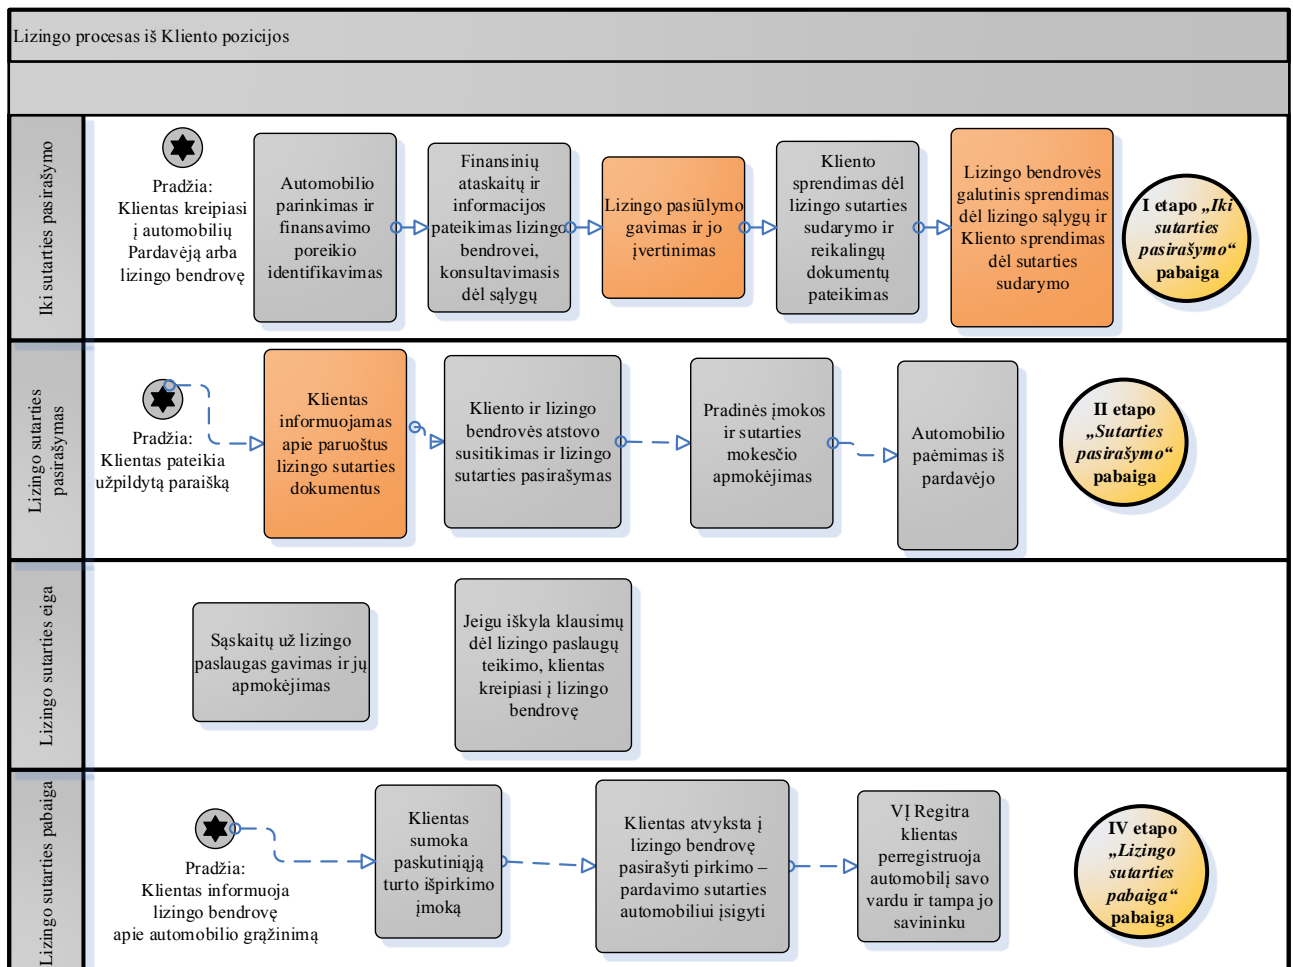 Lizingo procesas iš Kliento pozicijos
Iki sutarties pasirašymo
Pradžia:
Klientas kreipiasi
į automobilių
Pardavėją arba
lizingo bendrovę
Automobilio
parinkimas ir
finansavimo
poreikio
identifikavimas
Finansinių
ataskaitų ir
informacijos
pateikimas lizingo
bendrovei,
konsultavimasis
dėl sąlygų
Lizingo pasiūlymo
gavimas ir jo
įvertinimas
Kliento
sprendimas dėl
lizingo sutarties
sudarymo ir
reikalingų
dokumentų
pateikimas
Lizingo bendrovės
galutinis sprendimas
dėl lizingo sąlygų ir
Kliento sprendimas
dėl sutarties
sudarymo
I etapo „Iki
sutarties
pasirašymo“
pabaiga
Lizingo sutarties
pasirašymas
Pradžia:
Klientas pateikia
užpildytą paraišką
Klientas
informuojamas
apie paruoštus
lizingo sutarties
dokumentus
Kliento ir lizingo
bendrovės atstovo
susitikimas ir lizingo
sutarties pasirašymas
Pradinės įmokos
ir sutarties
mokesčio
apmokėjimas
Automobilio
paėmimas iš
pardavėjo
II etapo
„Sutarties
pasirašymo“
pabaiga
Lizingo sutarties eiga
Sąskaitų už lizingo
paslaugas gavimas ir jų
apmokėjimas
Jeigu iškyla klausimų
dėl lizingo paslaugų
teikimo, klientas
kreipiasi į lizingo
bendrovę
Lizingo sutarties pabaiga
Pradžia:
Klientas informuoja
lizingo bendrovę
apie automobilio grąžinimą
Klientas
sumoka
paskutiniąją
turto išpirkimo
įmoką
Klientas atvyksta į
lizingo bendrovę
pasirašyti pirkimo –
pardavimo sutarties
automobiliui įsigyti
VĮ Regitra
klientas
perregistruoja
automobilį savo
vardu ir tampa jo
savininku
IV etapo
„Lizingo
sutarties
pabaiga“
pabaiga